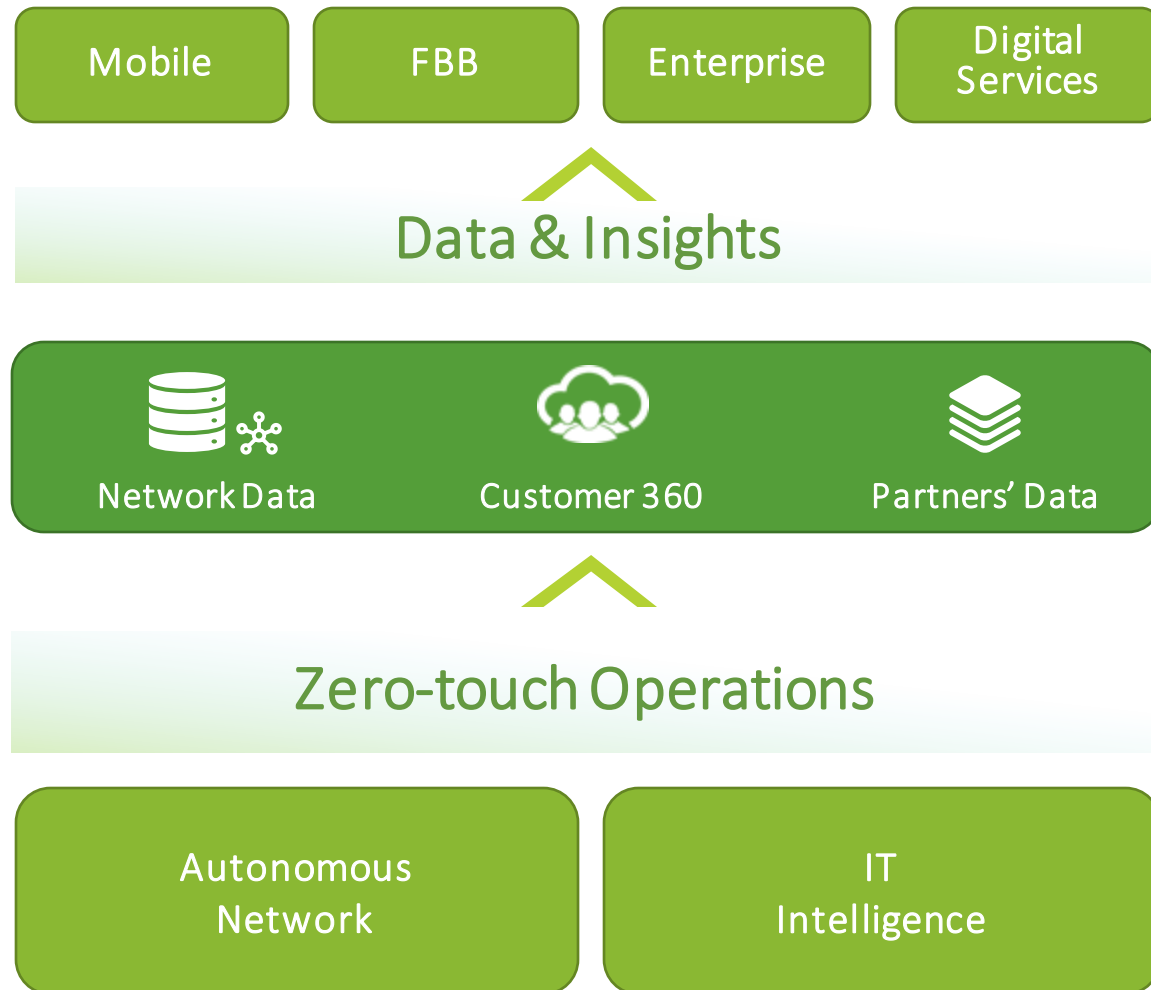 Mobile
FBB
Enterprise
Digital
Services
Data & Insights
Network Data
Customer 360
Partners’ Data
Zero-touch Operations
Autonomous
Network
IT
Intelligence